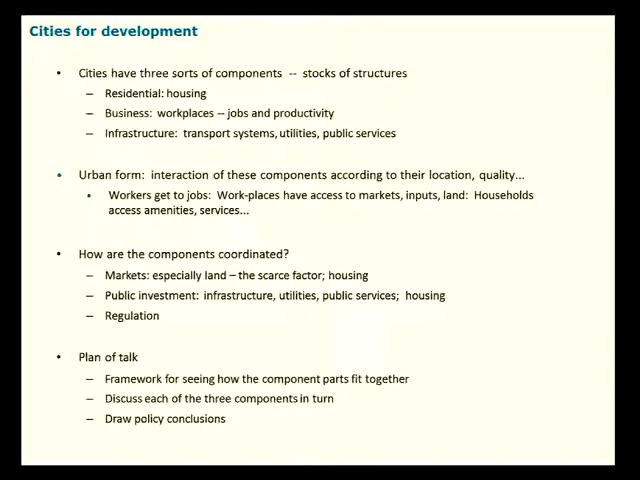 Cities for development
• Cities have three sorts of components -- stocks of structures
– Residential: housing
– Business: workplaces -- jobs and productivity
– Infrastructure: transport systems, utilities, public services
• Urban form: interaction of these components according to their location, quality...
• Workers get to jobs: Work-places have access to markets, inputs, land: Households
access amenities, services...
• How are the components coordinated?
– Markets: especially land – the scarce factor; housing
– Public investment: infrastructure, utilities, public services; housing
– Regulation
• Plan of talk
– Framework for seeing how the component parts fit together
– Discuss each of the three components in turn
– Draw policy conclusions